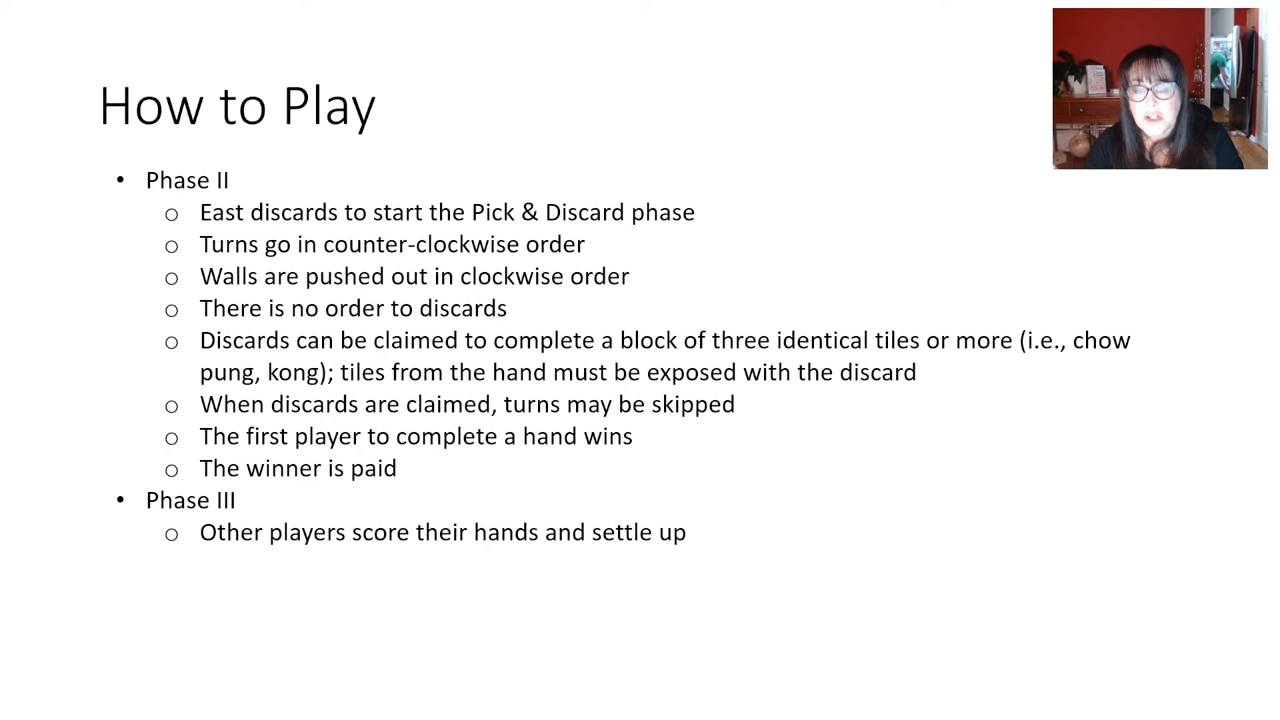 How to Play
• Phase II
o East discards to start the Pick & Discard phase
o Turns go in counter-clockwise order
o Walls are pushed out in clockwise order
o There is no order to discards
o Discards can be claimed to complete a block of three identical tiles or more (i.e., chow
pung, kong); tiles from the hand must be exposed with the discard
o When discards are claimed, turns may be skipped
o The first player to complete a hand wins
o The winner is paid
• Phase III
o Other players score their hands and settle up